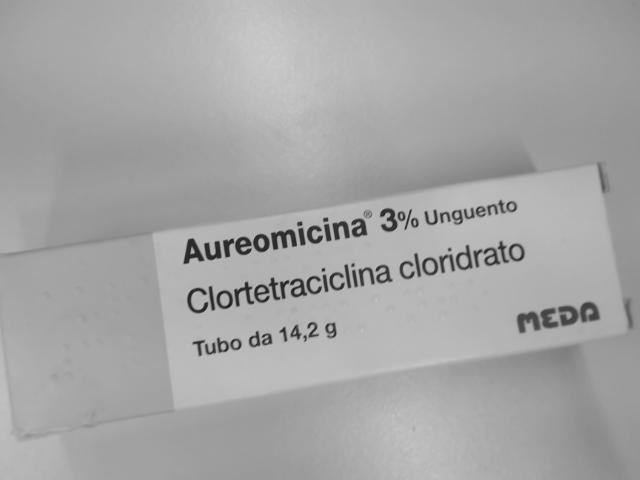 Aureomicina® 3% Unguento
Clortetraciclina cloridrato
Tubo da 14,2 g
MEDA